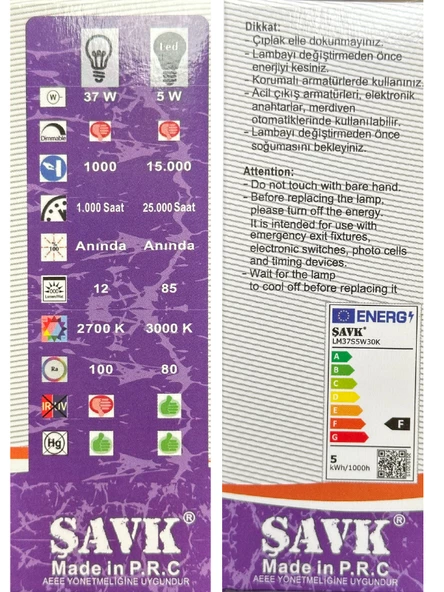 Led
W 37 W 5 W
Dimmable
1000 15.000
1.000 Saat 25.000 Saat
Anında Anında
Lumen/Watt 12 85
2700 K 3000 K
Ra 100 80
IR UV
Hg
ŞAVK®
Made in P.R.C
AEEE YÖNETMELİĞİNE UYGUNDUR
Dikkat:
- Çıplak elle dokunmayınız.
- Lambayı değiştirmeden önce
enerjiyi kesiniz.
Korumalı armatürlerde kullanınız.
- Acil çıkış armatürleri, elektronik
anahtarlar, merdiven
otomatiklerinde kullanılabilir.
- Lambayı değiştirmeden önce
soğumasını bekleyiniz.
Attention:
- Do not touch with bare hand.
- Before replacing the lamp,
please turn off the energy.
It is intended for use with
emergency exit fixtures,
electronic switches, photo cells
and timing devices.
- Wait for the lamp
to cool off before replacing it
ENERG
ŞAVK®
LM3755W30K
A
B
C
D
E
F
G
F
5
kWh/1000h
ŞAVK®
Made in P.R.C
AEEE YÖNETMELİĞİNE UYGUNDUR